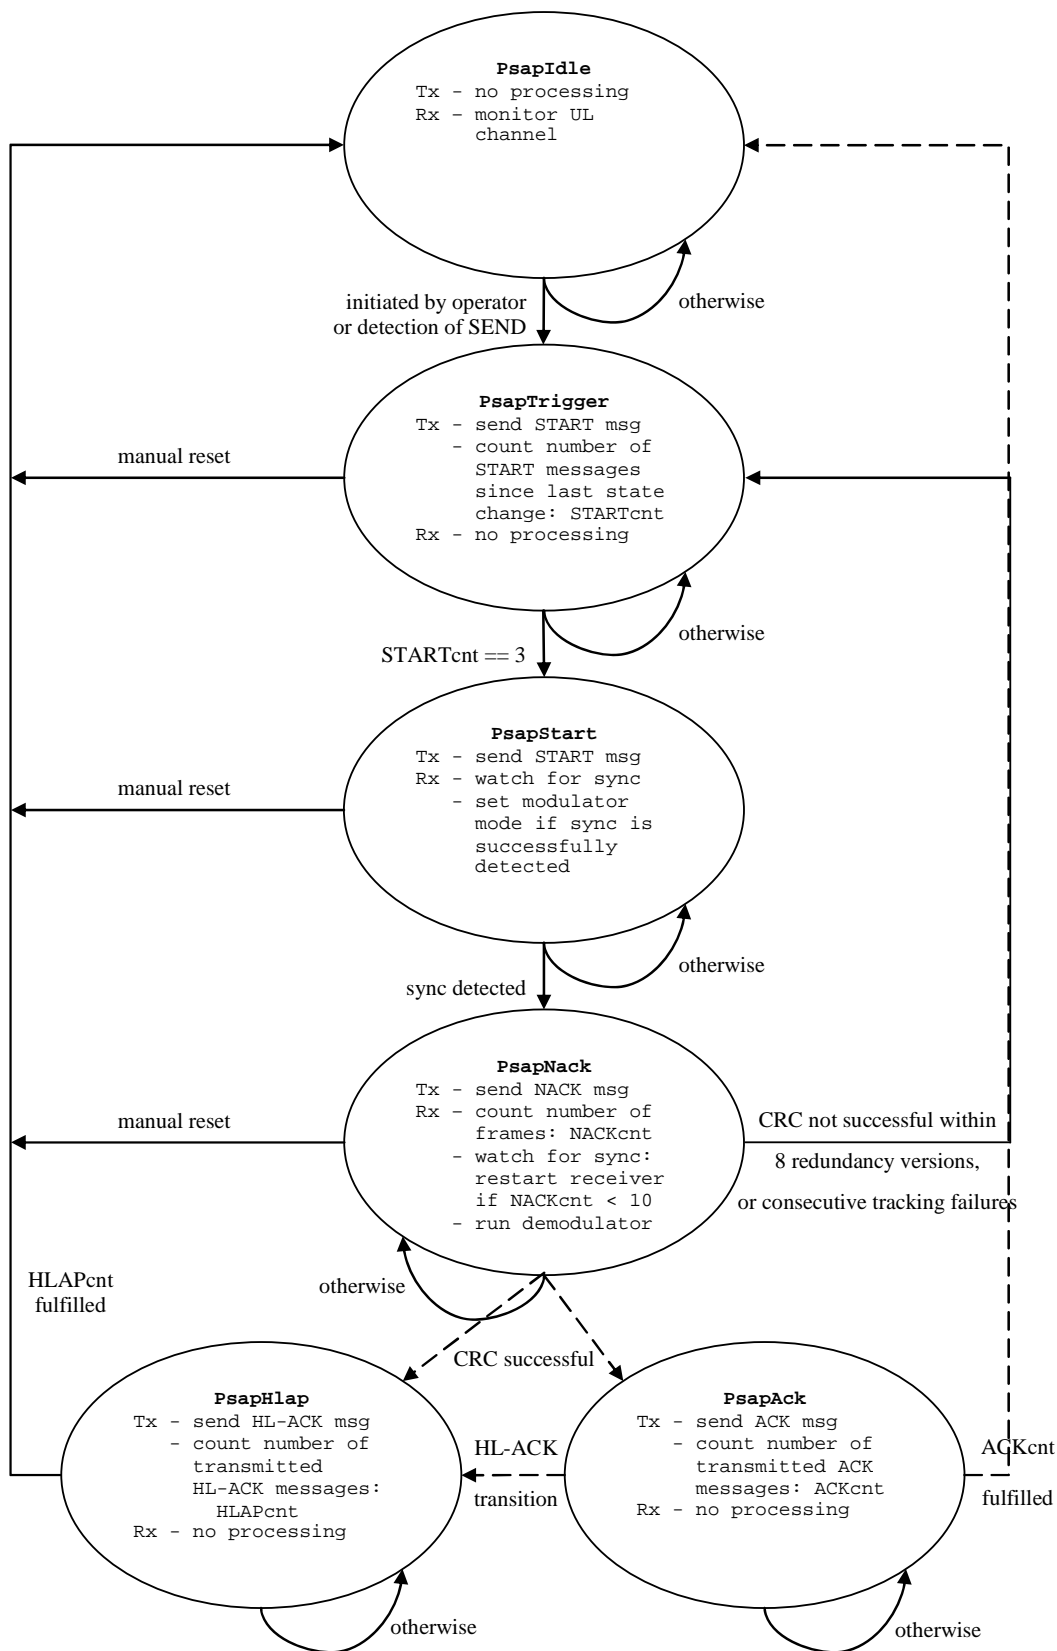 PsapIdle
Tx - no processing
Rx - monitor UL
channel
initiated by operator
or detection of SEND
otherwise
PsapTrigger
Tx - send START msg
- count number of
START messages
since last state
change: STARTcnt
Rx - no processing
manual reset
otherwise
STARTcnt == 3
PsapStart
Tx - send START msg
Rx - watch for sync
- set modulator
mode if sync is
successfully
detected
manual reset
otherwise
sync detected
PsapNack
Tx - send NACK msg
Rx - count number of
frames: NACKcnt
- watch for sync:
restart receiver
if NACKcnt < 10
- run demodulator
manual reset
CRC not successful within
8 redundancy versions,
or consecutive tracking failures
otherwise
HLAPcnt
fulfilled
CRC successful
PsapHlap
Tx - send HL-ACK msg
- count number of
transmitted
HL-ACK messages:
HLAPcnt
Rx - no processing
HL-ACK
transition
PsapAck
Tx - send ACK msg
- count number of
transmitted ACK
messages: ACKcnt
Rx - no processing
ACKcnt
fulfilled
otherwise
otherwise